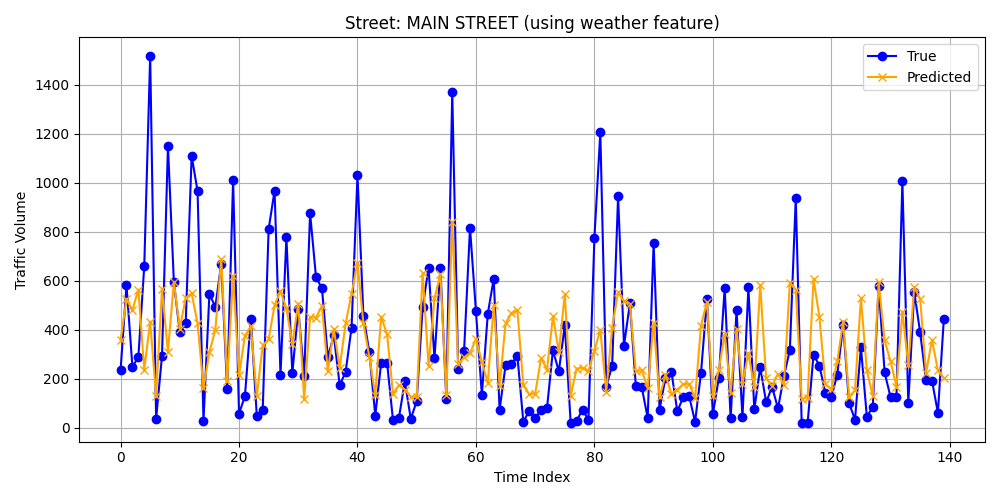 Street: MAIN STREET (using weather feature)
True
Predicted
Traffic Volume
1400
1200
1000
800
600
400
200
0
0 20 40 60 80 100 120 140
Time Index